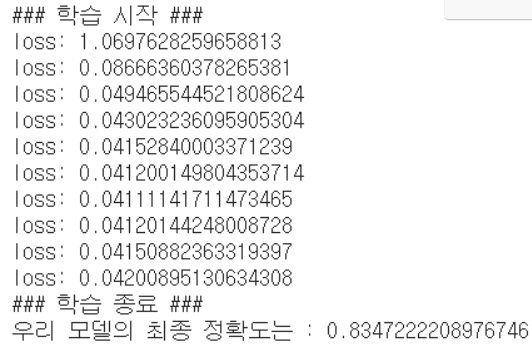 ### 학습 시작 ###
loss: 1.0697628259658813
loss: 0.08666360378265381
loss: 0.049465544521808624
loss: 0.043023236095905304
loss: 0.04152840003371239
loss: 0.041200149804353714
loss: 0.04111141711473465
loss: 0.04120144248008728
loss: 0.04150882363319397
loss: 0.04200895130634308
### 학습 종료 ###
우리 모델의 최종 정확도는 : 0.8347222208976746